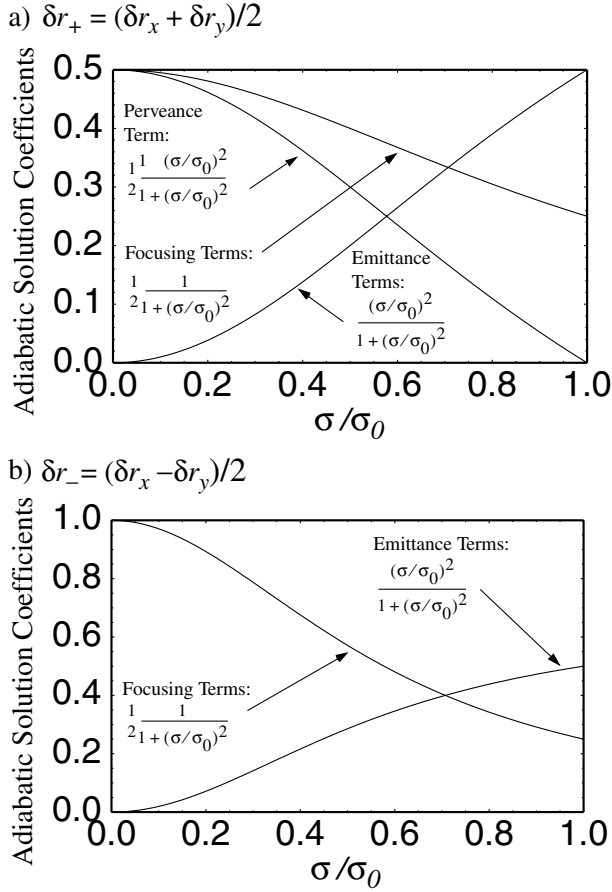 a) δr₊ = (δrₓ + δr_y)/2
Adiabatic Solution Coefficients
0.5
0.4
0.3
0.2
0.1
0.0
Perveance
Term:
1/2 1 (σ/σ₀)²/1 + (σ/σ₀)²
Focusing Terms:
1/2 1/1 + (σ/σ₀)²
Emittance
Terms:
(σ/σ₀)²/1 + (σ/σ₀)²
0.0 0.2 0.4 0.6 0.8 1.0
σ/σ₀
b) δr₋ = (δrₓ − δr_y)/2
Adiabatic Solution Coefficients
1.0
0.8
0.6
0.4
0.2
0.0
Emittance Terms:
(σ/σ₀)²/1 + (σ/σ₀)²
Focusing Terms:
1/2 1/1 + (σ/σ₀)²
0.0 0.2 0.4 0.6 0.8 1.0
σ/σ₀